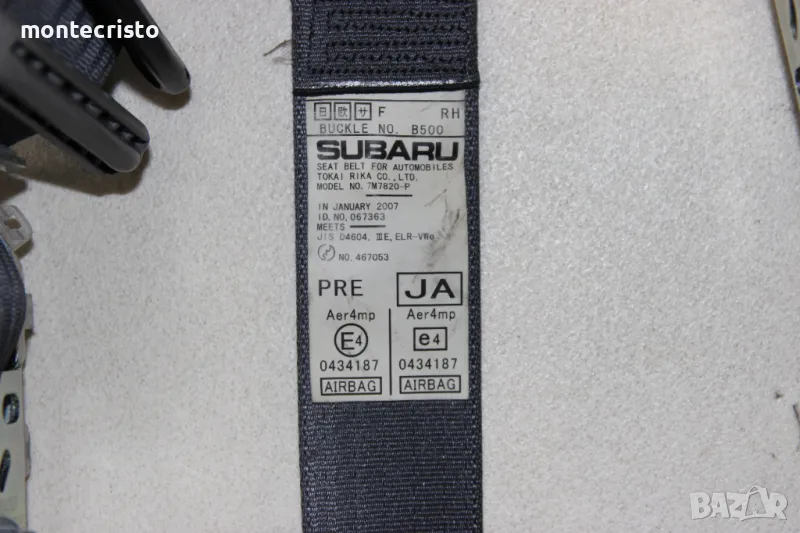 montecristo
日 欧 サ F RH
BUCKLE NO. B500
SUBARU
SEAT BELT FOR AUTOMOBILES
TOKAI RIKA CO., LTD.
MODEL NO. 7M7820-P
IN JANUARY 2007
ID.NO.067363
MEETS
JIS D4604, ⅢE, ELR-VWe
NO. 467053
PRE JA
Aer4mp Aer4mp
E4 e4
0434187 0434187
AIRBAG AIRBAG
BAZAR